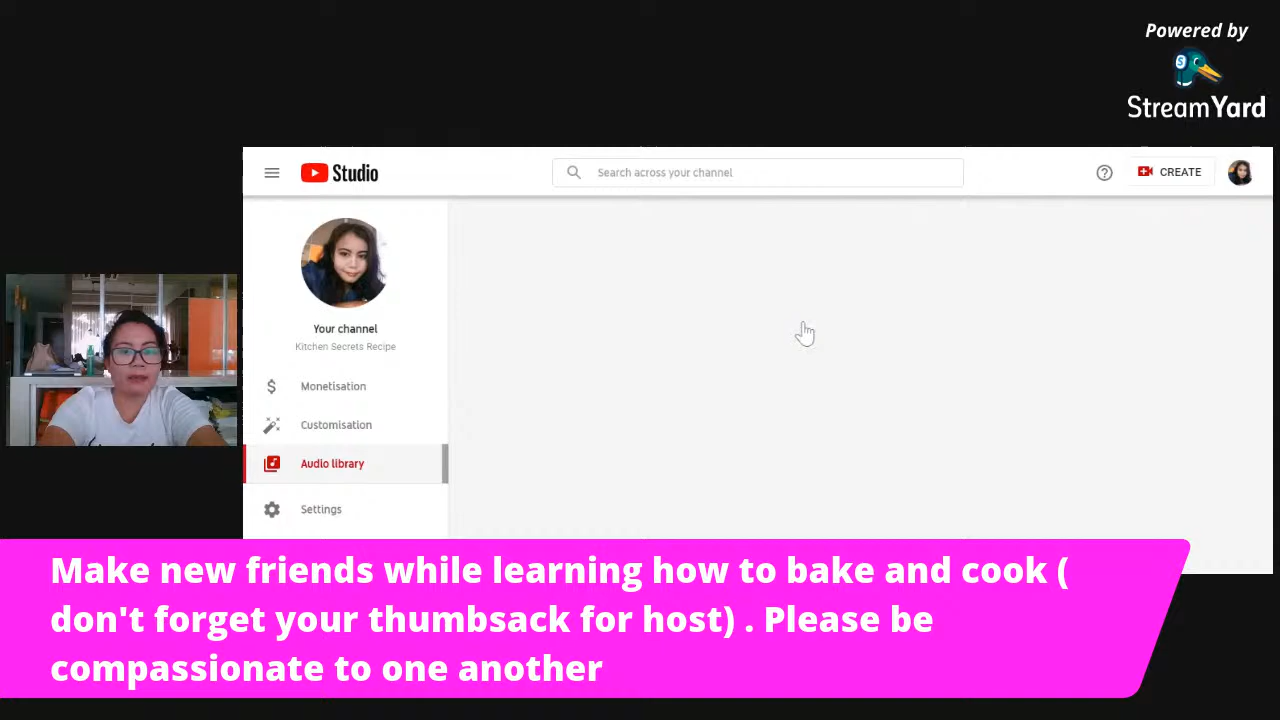 Powered by
StreamYard
Studio
Search across your channel
CREATE
Your channel
Kitchen Secrets Recipe
Monetisation
Customisation
Audio library
Settings
Make new friends while learning how to bake and cook (
don't forget your thumbsack for host) . Please be
compassionate to one another